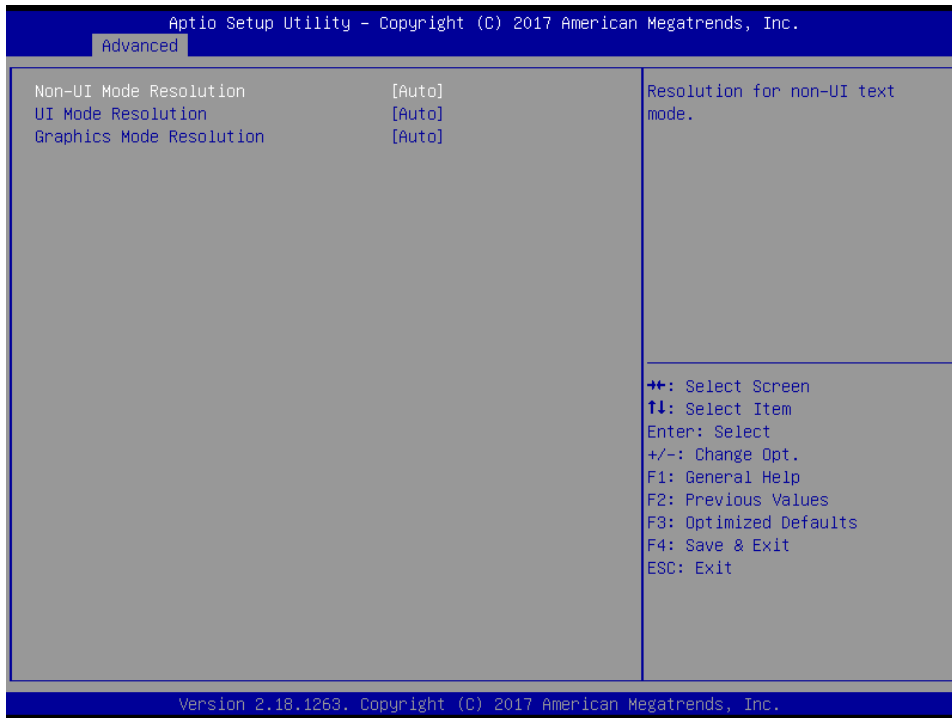 Aptio Setup Utility – Copyright (C) 2017 American Megatrends, Inc.
Advanced
Non-UI Mode Resolution [Auto]
UI Mode Resolution [Auto]
Graphics Mode Resolution [Auto]
Resolution for non-UI text
mode.
→←: Select Screen
↑↓: Select Item
Enter: Select
+/-: Change Opt.
F1: General Help
F2: Previous Values
F3: Optimized Defaults
F4: Save & Exit
ESC: Exit
Version 2.18.1263. Copyright (C) 2017 American Megatrends, Inc.